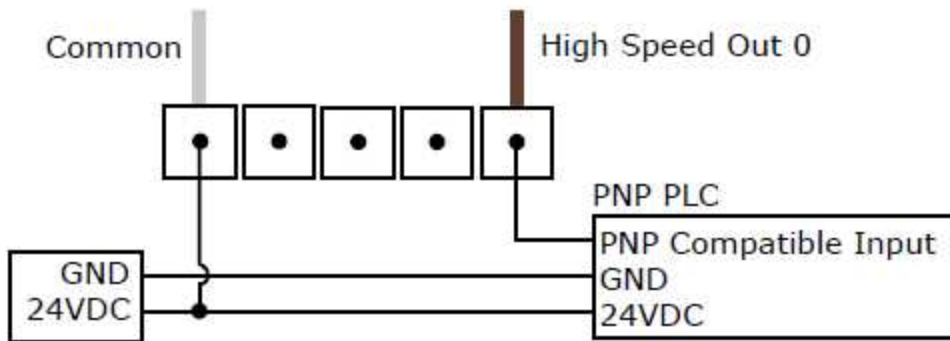 Common
High Speed Out 0
PNP PLC
PNP Compatible Input
GND
24VDC
GND
24VDC